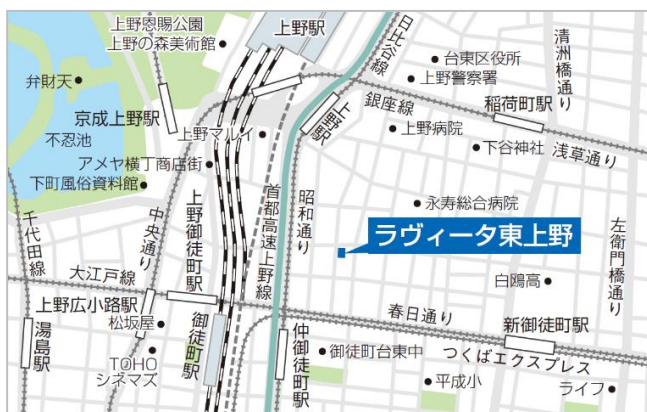 上野恩賜公園
上野の森美術館
上野駅
日比谷線
台東区役所
上野警察署
清洲橋通り
弁財天
京成上野駅
不忍池
上野マルイ
上野駅
銀座線
稲荷町駅
上野病院
下谷神社
浅草通り
アメヤ横丁商店街
下町風俗資料館
永寿総合病院
千代田線
中央通り
上野御徒町駅
首都高速上野線
昭和通り
ラヴィータ東上野
左衛門橋通り
大江戸線
白鴎高
上野広小路駅
春日通り
新御徒町駅
湯島駅
松坂屋
御徒町駅
仲御徒町駅
御徒町台東中
つくばエクスプレス
TOHO
シネマズ
平成小
ライフ